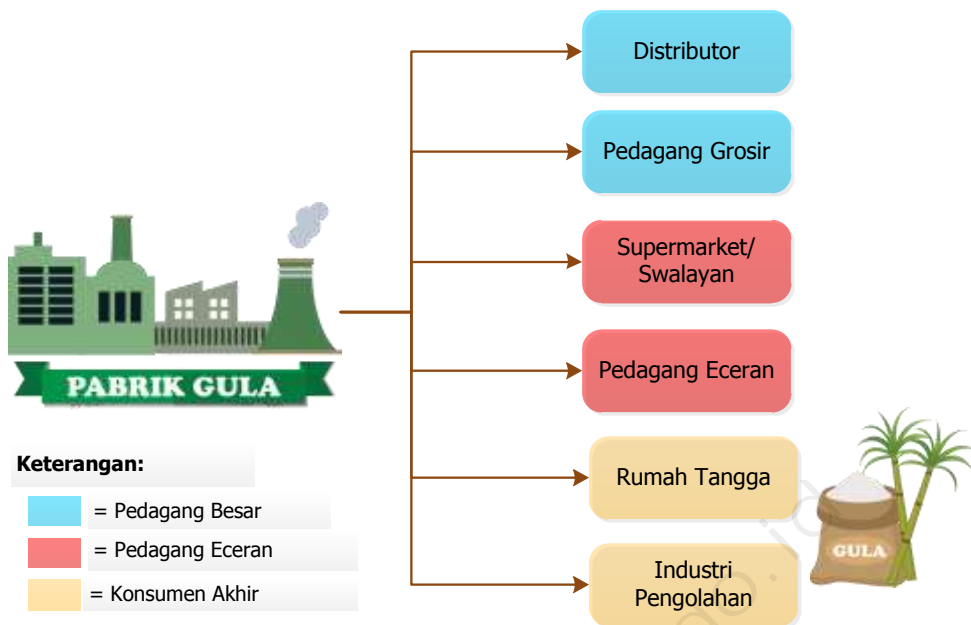 Distributor
Pedagang Grosir
Supermarket/
Swalayan
PABRIK GULA
Pedagang Eceran
Keterangan:
= Pedagang Besar
= Pedagang Eceran
= Konsumen Akhir
Rumah Tangga
GULA
Industri
Pengolahan